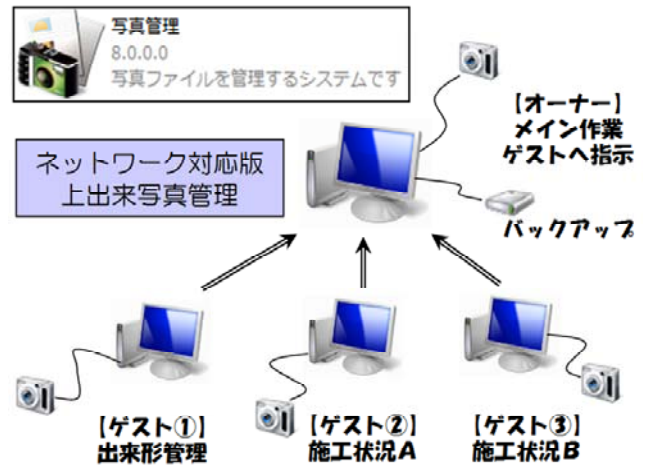 写真管理
8.0.0.0
写真ファイルを管理するシステムです
【オーナー】
メイン作業
ゲストへ指示
ネットワーク対応版
上出来写真管理
バックアップ
【ゲスト①】
出来形管理
【ゲスト②】
施工状況A
【ゲスト③】
施工状況B